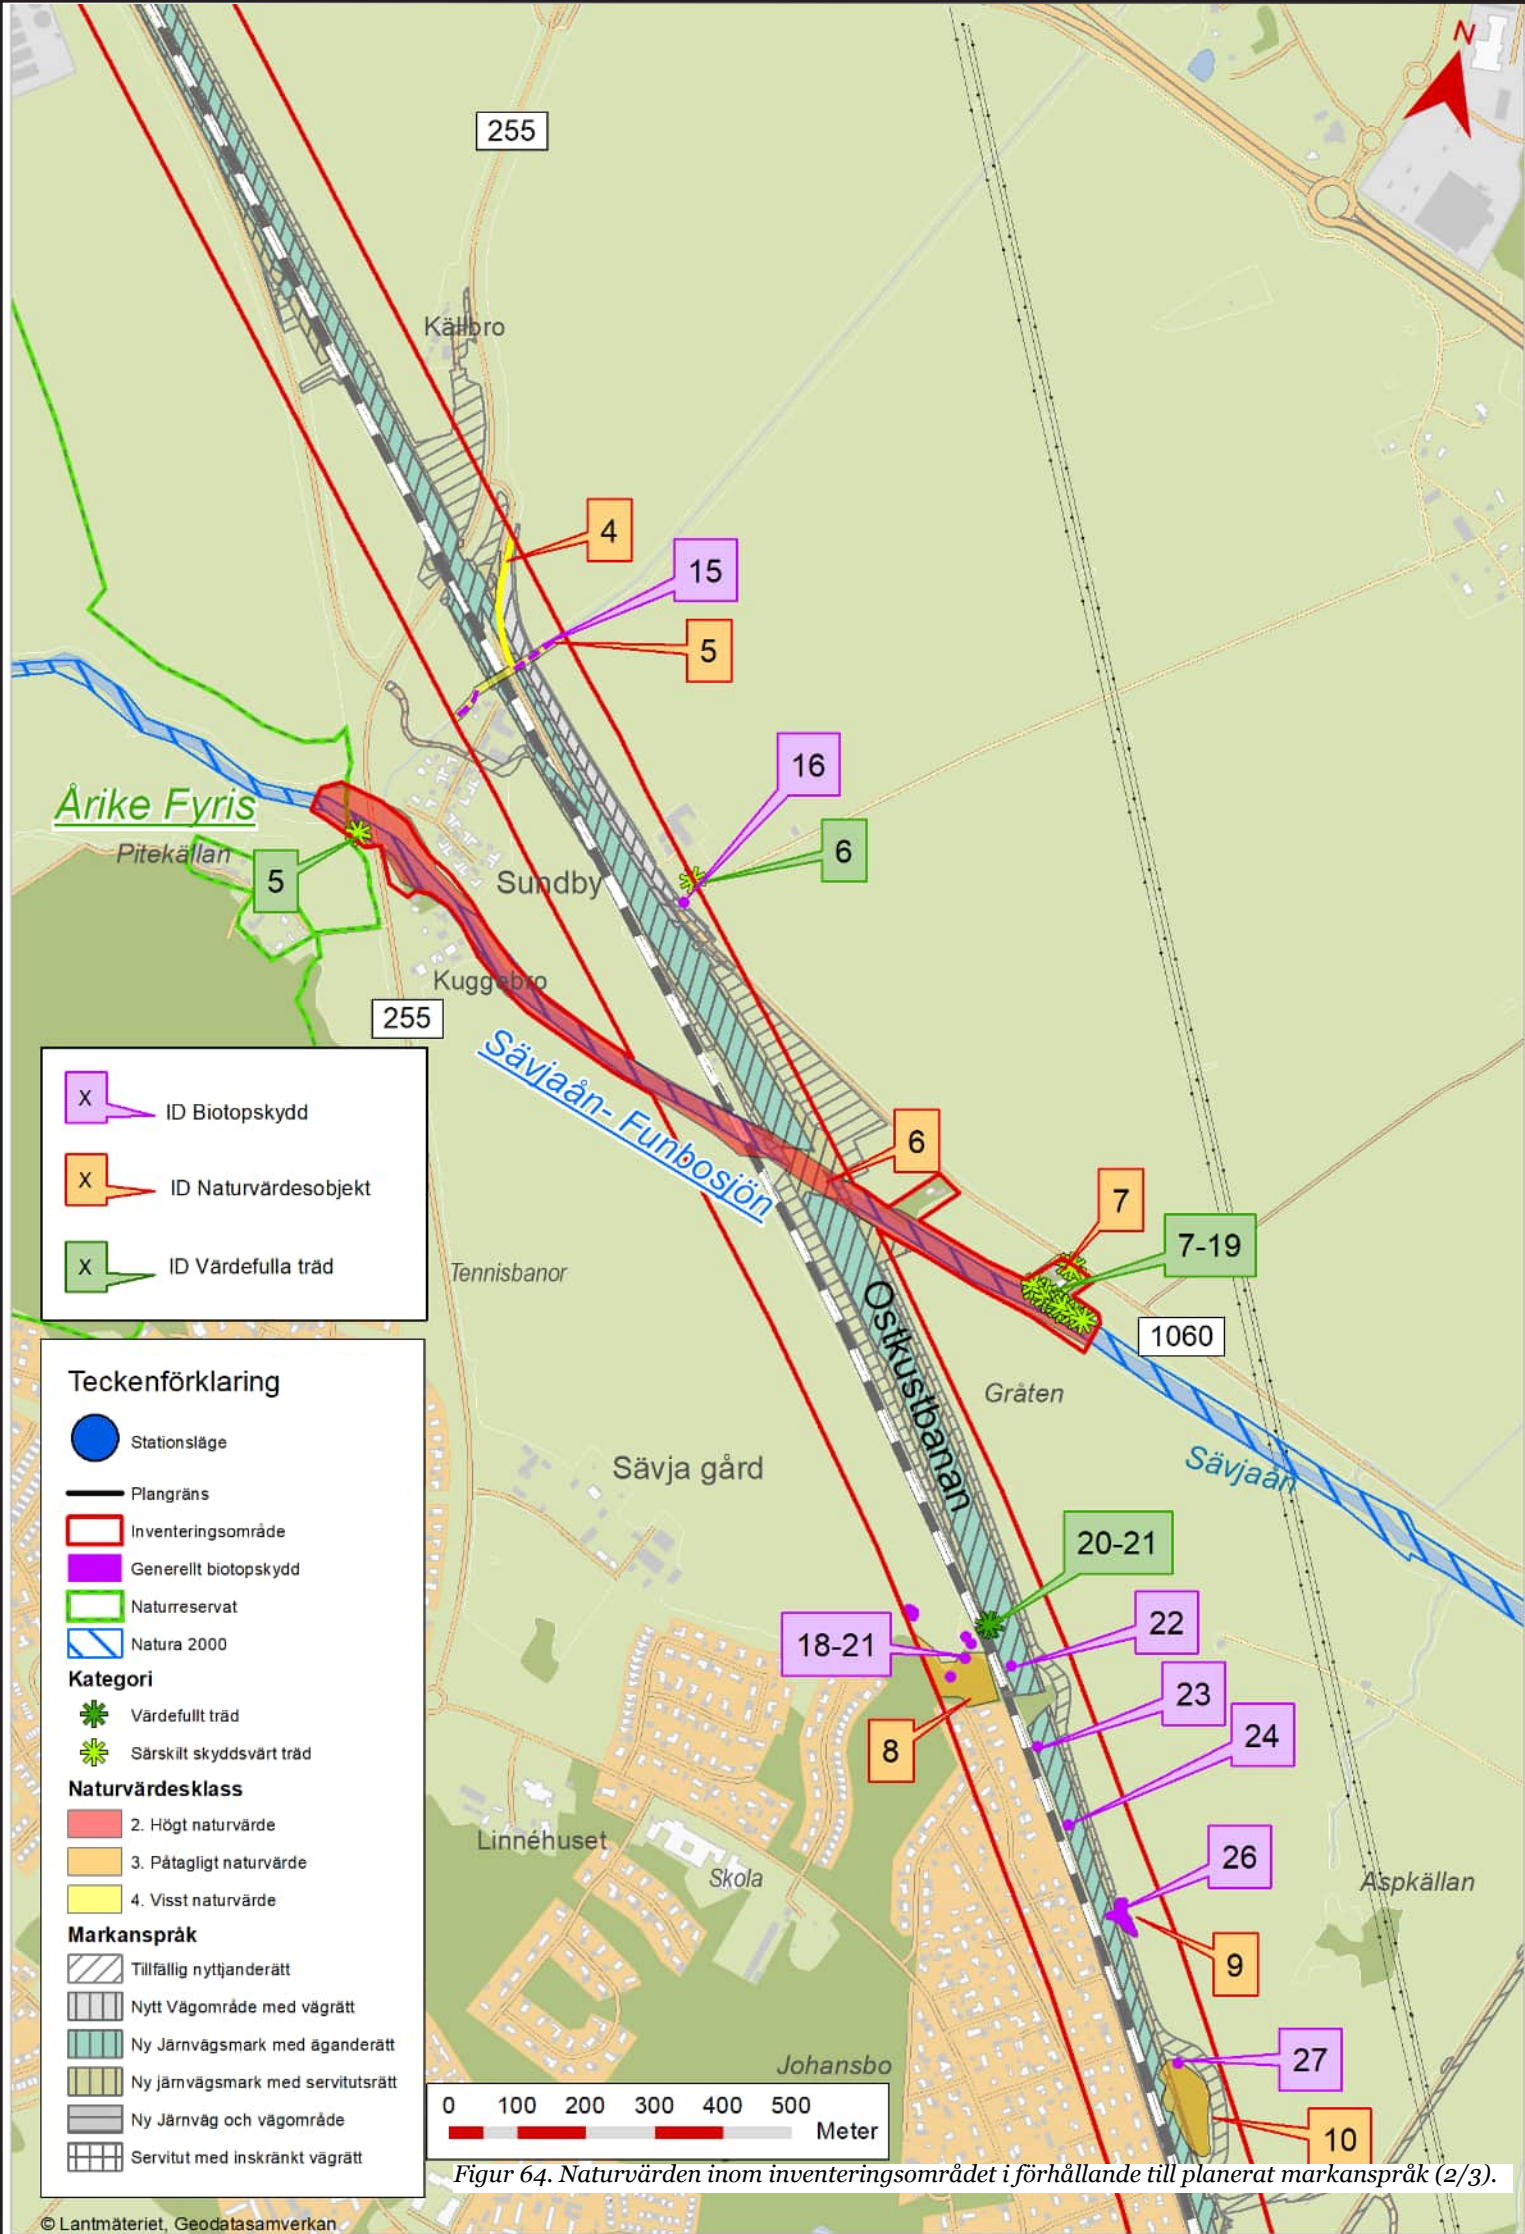 N
255
Källbro
4
15
5
16
Årike Fyris
Pitekällan
6
5
Sundby
Kuggebro
255
Sävjaån- Funbosjön
6
7
7-19
1060
X ID Biotopskydd
X ID Naturvärdesobjekt
X ID Värdefulla träd
Tennisbanor
Ostkustbanan
Gråten
Sävjaån
Sävja gård
20-21
22
18-21
23
24
8
Linnéhuset
Skola
26
Aspkällan
9
Johansbo
27
10
Teckenförklaring
Stationsläge
Plangräns
Inventeringsområde
Generellt biotopskydd
Naturreservat
Natura 2000
Kategori
Värdefullt träd
Särskilt skyddsvärt träd
Naturvärdesklass
2. Högt naturvärde
3. Påtagligt naturvärde
4. Visst naturvärde
Markanspråk
Tillfällig nyttjanderätt
Nytt Vägområde med vägrätt
Ny Järnvägsmark med äganderätt
Ny järnvägsmark med servitutsrätt
Ny Järnväg och vägområde
Servitut med inskränkt vägrätt
0 100 200 300 400 500
Meter
Figur 64. Naturvärden inom inventeringsområdet i förhållande till planerat markanspråk (2/3).
© Lantmäteriet, Geodatasamverkan